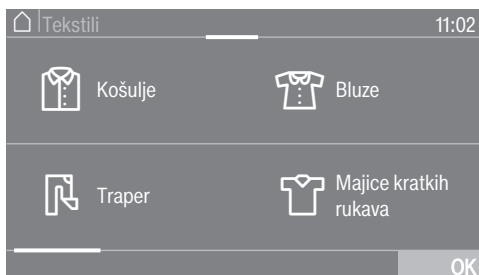 Tekstili
11:02
Košulje
Bluze
Traper
Majice kratkih
rukava
OK